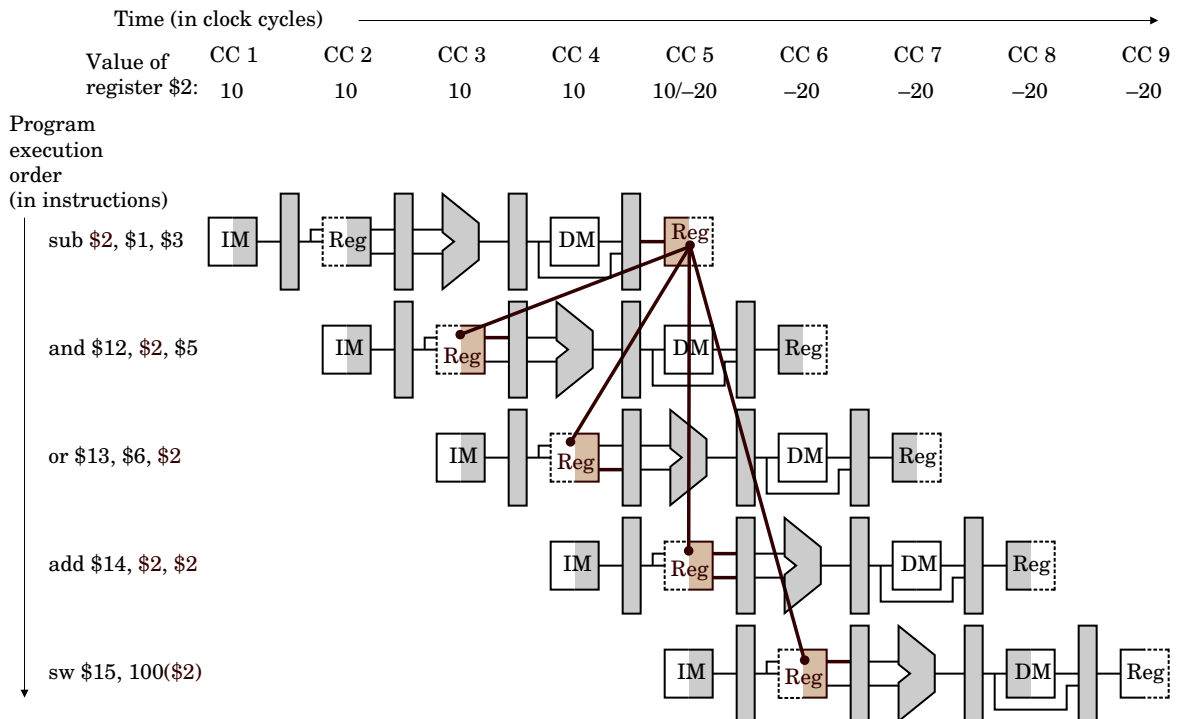 Time (in clock cycles)
CC 1 CC 2 CC 3 CC 4 CC 5 CC 6 CC 7 CC 8 CC 9
Value of
register $2:
10 10 10 10 10/–20 –20 –20 –20 –20
Program
execution
order
(in instructions)
sub $2, $1, $3
IM Reg DM Reg
and $12, $2, $5
IM Reg DM Reg
or $13, $6, $2
IM Reg DM Reg
add $14, $2, $2
IM Reg DM Reg
sw $15, 100($2)
IM Reg DM Reg